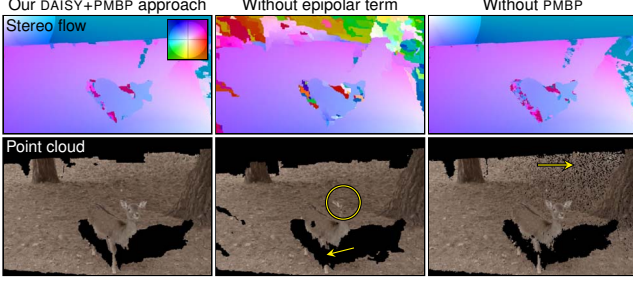 Our DAISY+PMBP approach
Without epipolar term
Without PMBP
Stereo flow
Point cloud